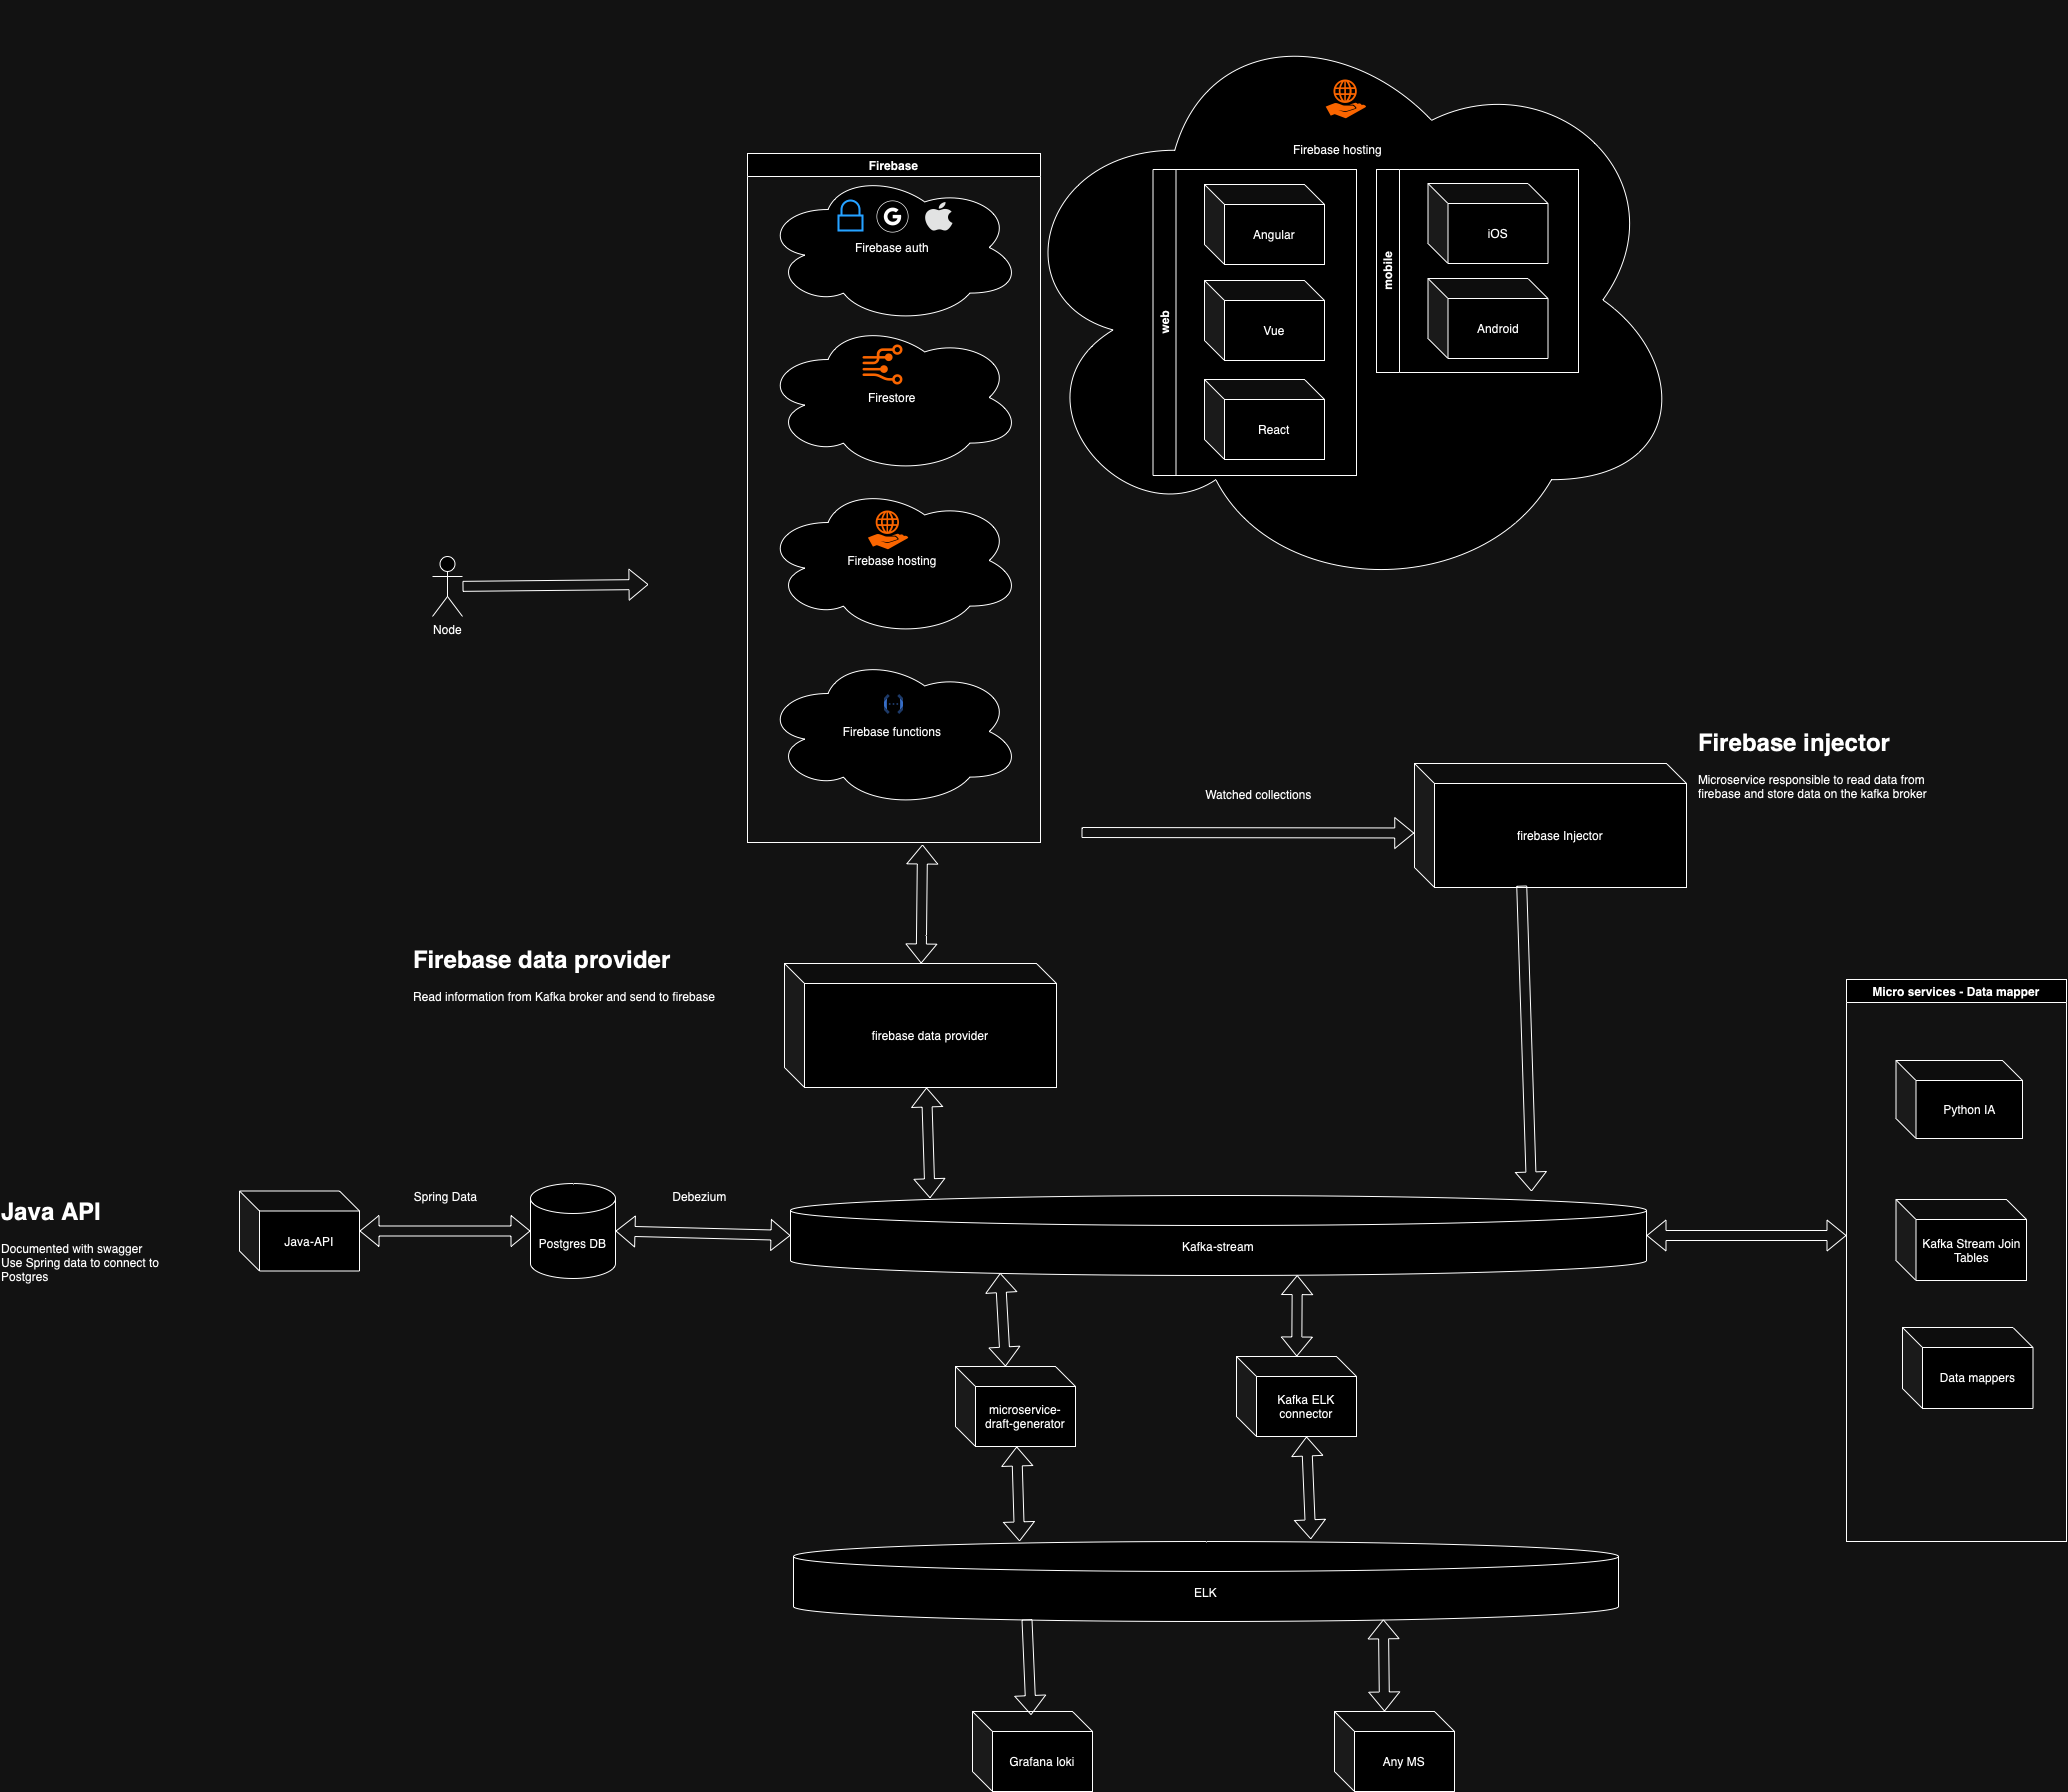 Firebase hosting
Firebase
Firebase auth
Firestore
Firebase hosting
Firebase functions
web
Angular
Vue
React
mobile
iOS
Android
Node
Firebase injector
Microservice responsible to read data from
firebase and store data on the kafka broker
Watched collections
firebase Injector
Firebase data provider
Read information from Kafka broker and send to firebase
firebase data provider
Micro services - Data mapper
Python IA
Kafka Stream Join
Tables
Data mappers
Java API
Documented with swagger
Use Spring data to connect to
Postgres
Java-API
Spring Data
Postgres DB
Debezium
Kafka-stream
microservice-
draft-generator
Kafka ELK
connector
ELK
Grafana loki
Any MS